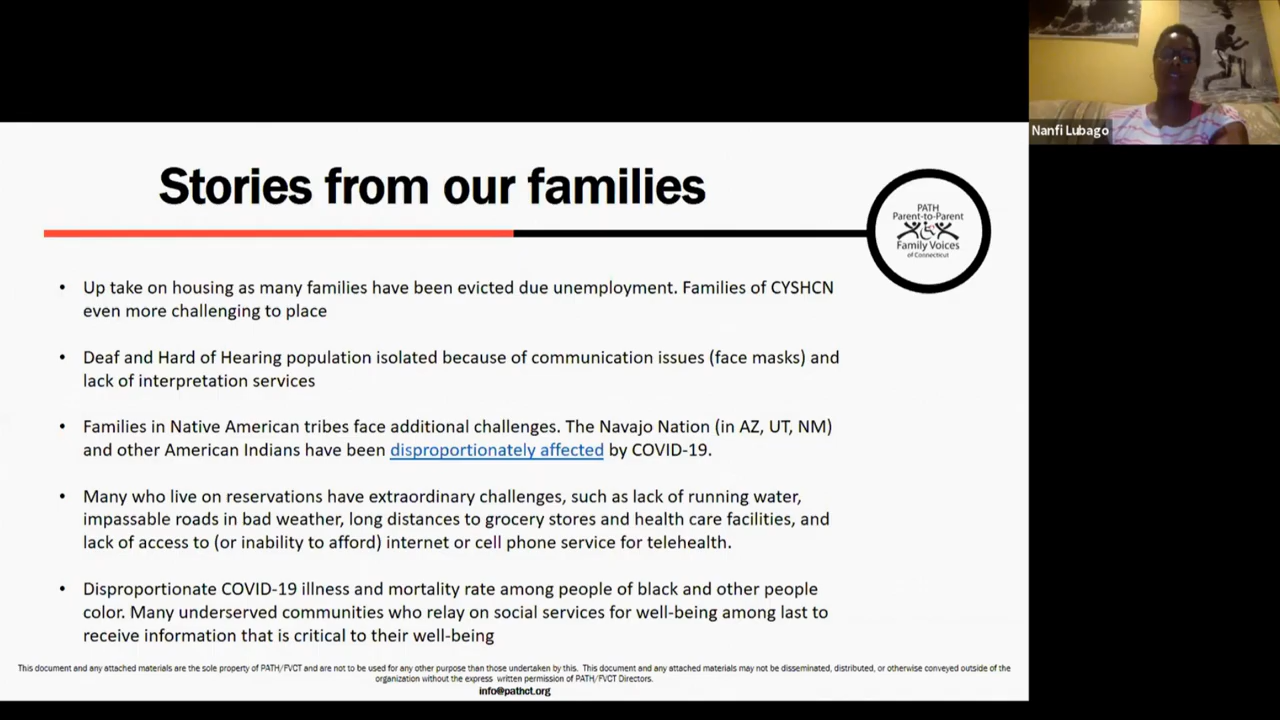 Nanfi Lubago
Stories from our families
PATH
Parent-to-Parent
Family Voices
of Connecticut
• Up take on housing as many families have been evicted due unemployment. Families of CYSHCN
even more challenging to place
• Deaf and Hard of Hearing population isolated because of communication issues (face masks) and
lack of interpretation services
• Families in Native American tribes face additional challenges. The Navajo Nation (in AZ, UT, NM)
and other American Indians have been disproportionately affected by COVID-19.
• Many who live on reservations have extraordinary challenges, such as lack of running water,
impassable roads in bad weather, long distances to grocery stores and health care facilities, and
lack of access to (or inability to afford) internet or cell phone service for telehealth.
• Disproportionate COVID-19 illness and mortality rate among people of black and other people
color. Many underserved communities who relay on social services for well-being among last to
receive information that is critical to their well-being
This document and any attached materials are the sole property of PATH/FVCT and are not to be used for any other purpose than those undertaken by this. This document and any attached materials may not be disseminated, distributed, or otherwise conveyed outside of the
organization without the express written permission of PATH/FVCT Directors.
info@pathct.org